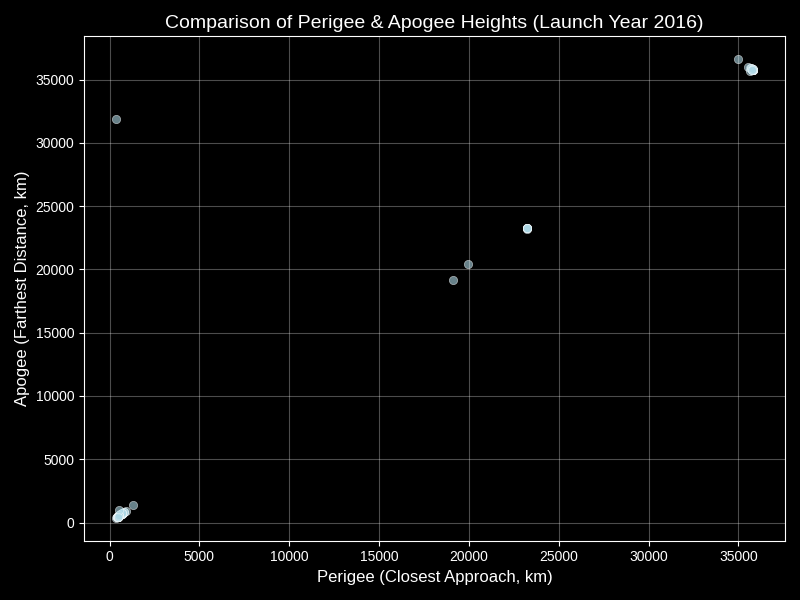 Comparison of Perigee & Apogee Heights (Launch Year 2016)
Apogee (Farthest Distance, km)
35000
30000
25000
20000
15000
10000
5000
0
0 5000 10000 15000 20000 25000 30000 35000
Perigee (Closest Approach, km)